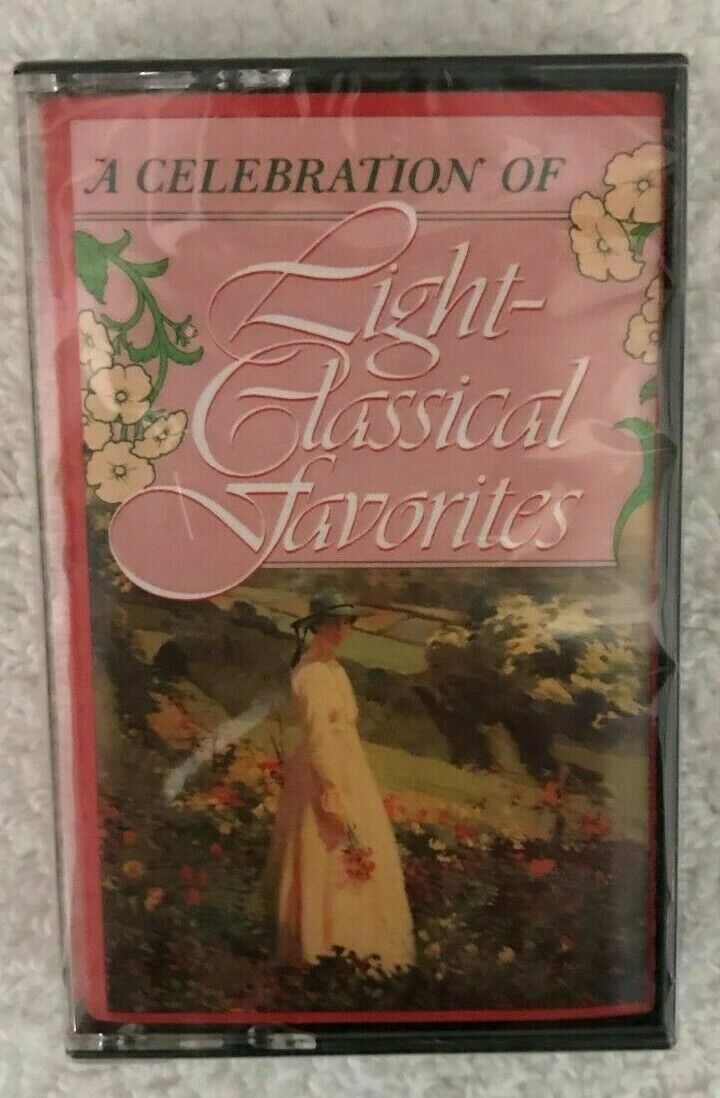 A CELEBRATION OF
Light-
Classical
Favorites